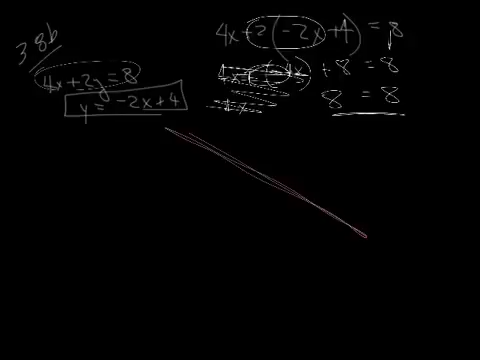 38b
4x+2y=8
y = -2x+4
4x+2(-2x+4) = 8
+8 = 8
8 = 8